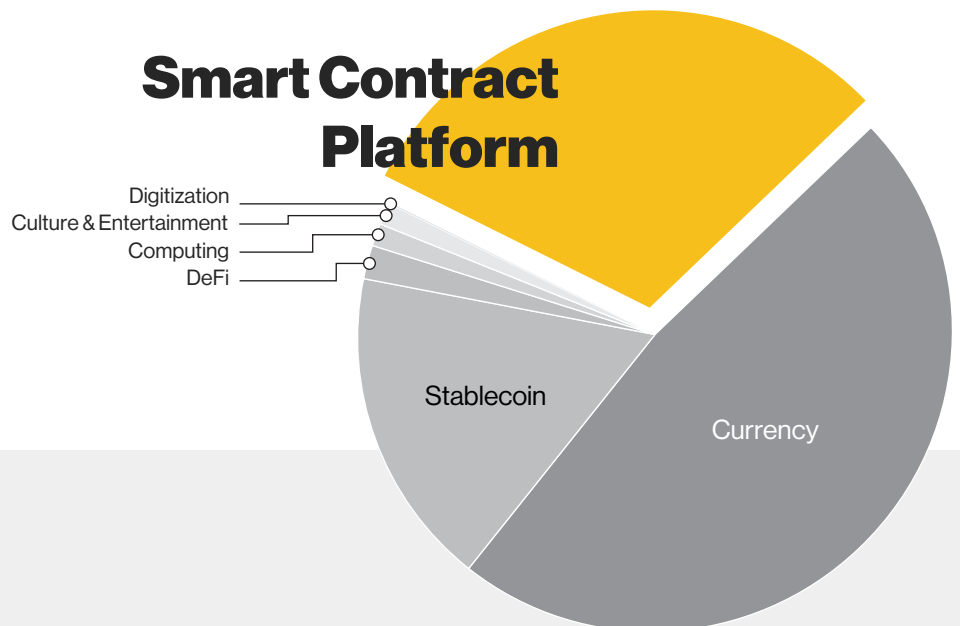 Smart Contract
Platform
Digitization
Culture & Entertainment
Computing
DeFi
Stablecoin
Currency